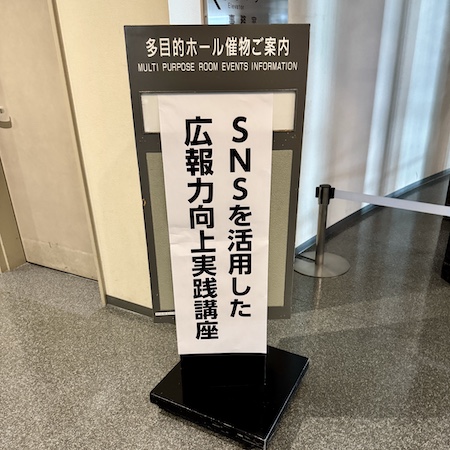 Elevator
多目的ホール催物ご案内
MULTI PURPOSE ROOM EVENTS INFORMATION
SNSを活用した
広報力向上実践講座